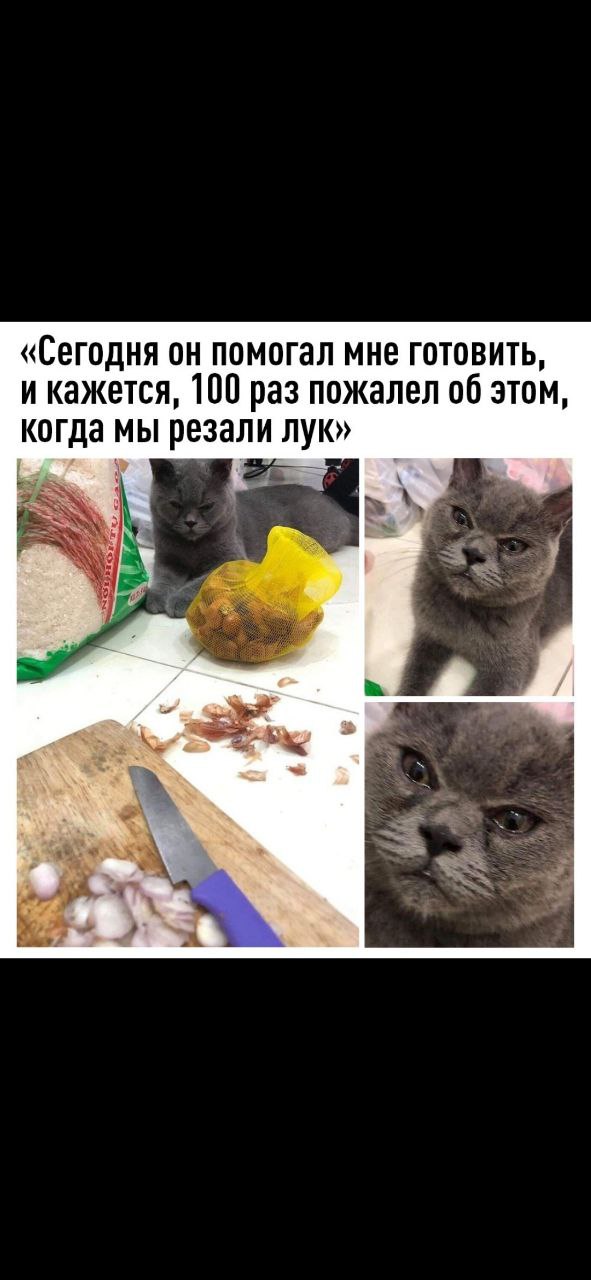 «Сегодня он помогал мне готовить,
и кажется, 100 раз пожалел об этом,
когда мы резали лук»